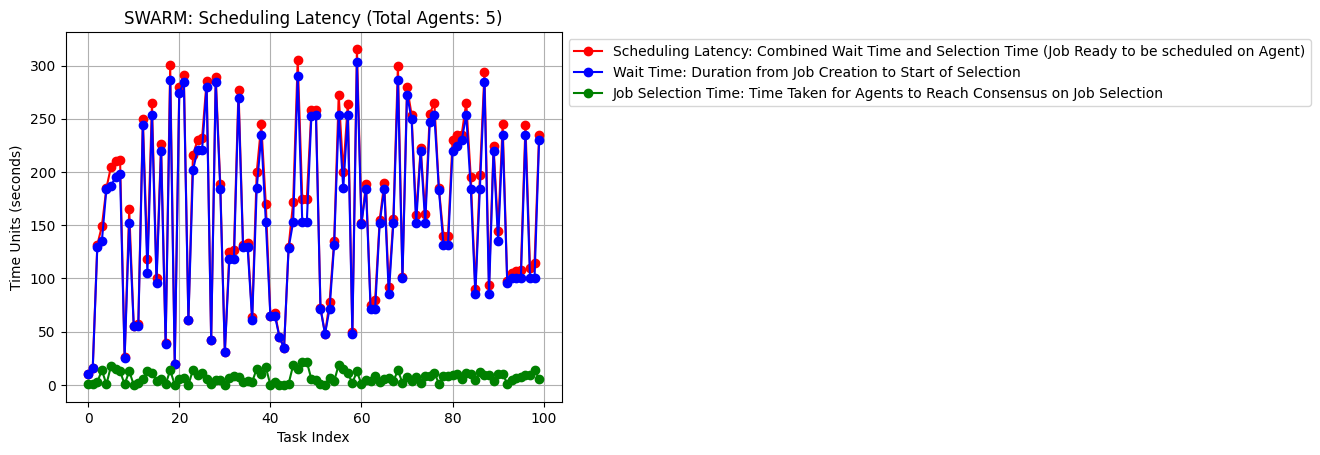 SWARM: Scheduling Latency (Total Agents: 5)
Scheduling Latency: Combined Wait Time and Selection Time (Job Ready to be scheduled on Agent)
Wait Time: Duration from Job Creation to Start of Selection
Job Selection Time: Time Taken for Agents to Reach Consensus on Job Selection
Time Units (seconds)
300
250
200
150
100
50
0
0 20 40 60 80 100
Task Index